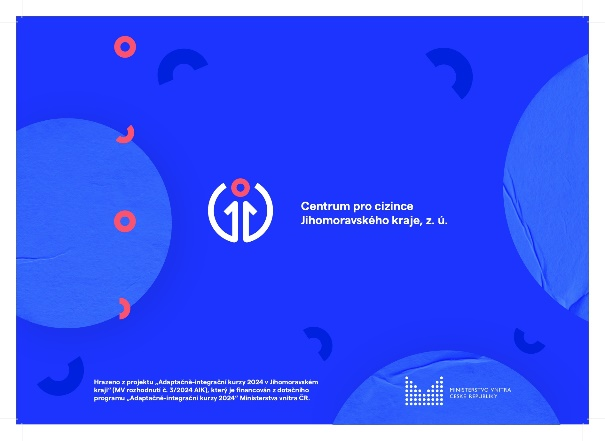 Centrum pro cizince
Jihomoravského kraje, z. ú.
Hrazeno z projektu „Adaptačně-integrační kurzy 2024 v Jihomoravském
kraji“ (MV rozhodnutí č. 3/2024 AIK), který je financován z dotačního
programu „Adaptačně-integrační kurzy 2024“ Ministerstva vnitra ČR.
MINISTERSTVO VNITRA
ČESKÉ REPUBLIKY